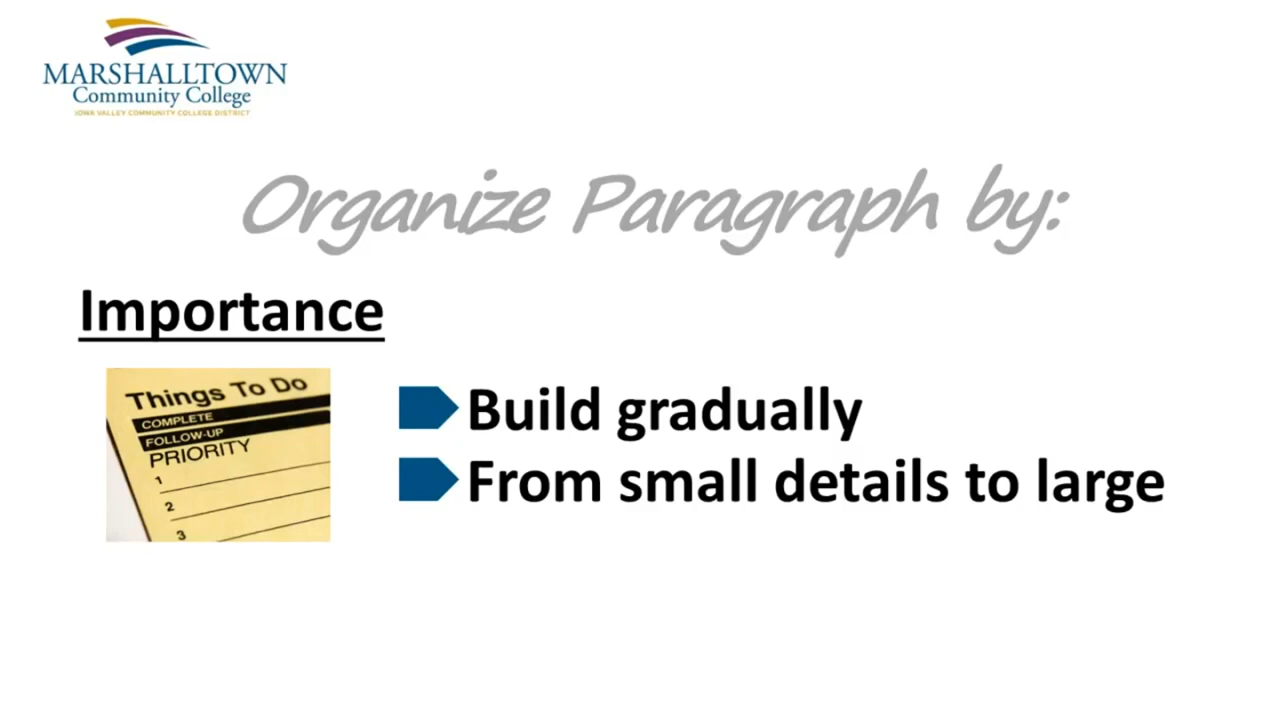 MARSHALLTOWN
Community College
IOWA VALLEY COMMUNITY COLLEGE DISTRICT
Organize Paragraph by:
Importance
Things To Do
COMPLETE
FOLLOW-UP
PRIORITY
1
2
3
Build gradually
From small details to large